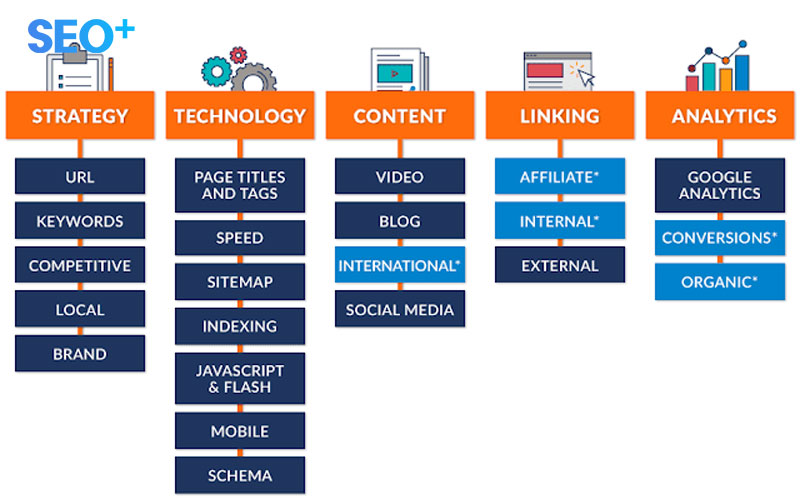 SEO+
STRATEGY
URL
KEYWORDS
COMPETITIVE
LOCAL
BRAND
TECHNOLOGY
PAGE TITLES
AND TAGS
SPEED
SITEMAP
INDEXING
JAVASCRIPT
& FLASH
MOBILE
SCHEMA
CONTENT
VIDEO
BLOG
INTERNATIONAL*
SOCIAL MEDIA
LINKING
AFFILIATE*
INTERNAL*
EXTERNAL
ANALYTICS
GOOGLE
ANALYTICS
CONVERSIONS*
ORGANIC*